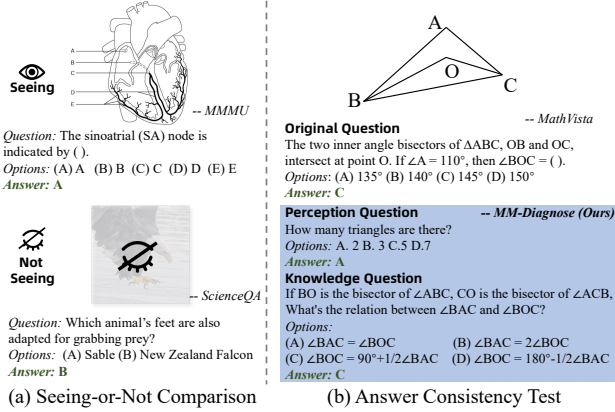 A
B
C
D
E
Seeing
-- MMMU
Question: The sinoatrial (SA) node is
indicated by ( ).
Options: (A) A (B) B (C) C (D) D (E) E
Answer: A
Not
Seeing
-- ScienceQA
Question: Which animal's feet are also
adapted for grabbing prey?
Options: (A) Sable (B) New Zealand Falcon
Answer: B
(a) Seeing-or-Not Comparison
A
O
B
C
-- MathVista
Original Question
The two inner angle bisectors of ΔABC, OB and OC,
intersect at point O. If ∠A = 110°, then ∠BOC = ( ).
Options: (A) 135° (B) 140° (C) 145° (D) 150°
Answer: C
Perception Question -- MM-Diagnose (Ours)
How many triangles are there?
Options: A. 2 B. 3 C.5 D.7
Answer: A
Knowledge Question
If BO is the bisector of ∠ABC, CO is the bisector of ∠ACB,
What's the relation between ∠BAC and ∠BOC?
Options:
(A) ∠BAC = ∠BOC (B) ∠BAC = 2∠BOC
(C) ∠BOC = 90°+1/2∠BAC (D) ∠BOC = 180°-1/2∠BAC
Answer: C
(b) Answer Consistency Test